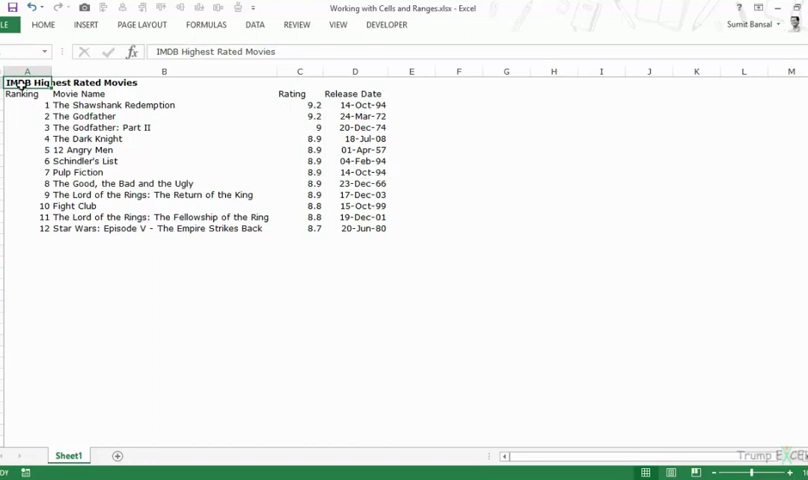 Working with Cells and Ranges.xlsx - Excel
HOME INSERT PAGE LAYOUT FORMULAS DATA REVIEW VIEW DEVELOPER Sumit Bansal
fx IMDB Highest Rated Movies
A B C D E F G H I J K L M
IMDB Highest Rated Movies
Ranking Movie Name Rating Release Date
1 The Shawshank Redemption 9.2 14-Oct-94
2 The Godfather 9.2 24-Mar-72
3 The Godfather: Part II 9 20-Dec-74
4 The Dark Knight 8.9 18-Jul-08
5 12 Angry Men 8.9 01-Apr-57
6 Schindler's List 8.9 04-Feb-94
7 Pulp Fiction 8.9 14-Oct-94
8 The Good, the Bad and the Ugly 8.9 23-Dec-66
9 The Lord of the Rings: The Return of the King 8.9 17-Dec-03
10 Fight Club 8.8 15-Oct-99
11 The Lord of the Rings: The Fellowship of the Ring 8.8 19-Dec-01
12 Star Wars: Episode V - The Empire Strikes Back 8.7 20-Jun-80
Trump EXCEL
Sheet1